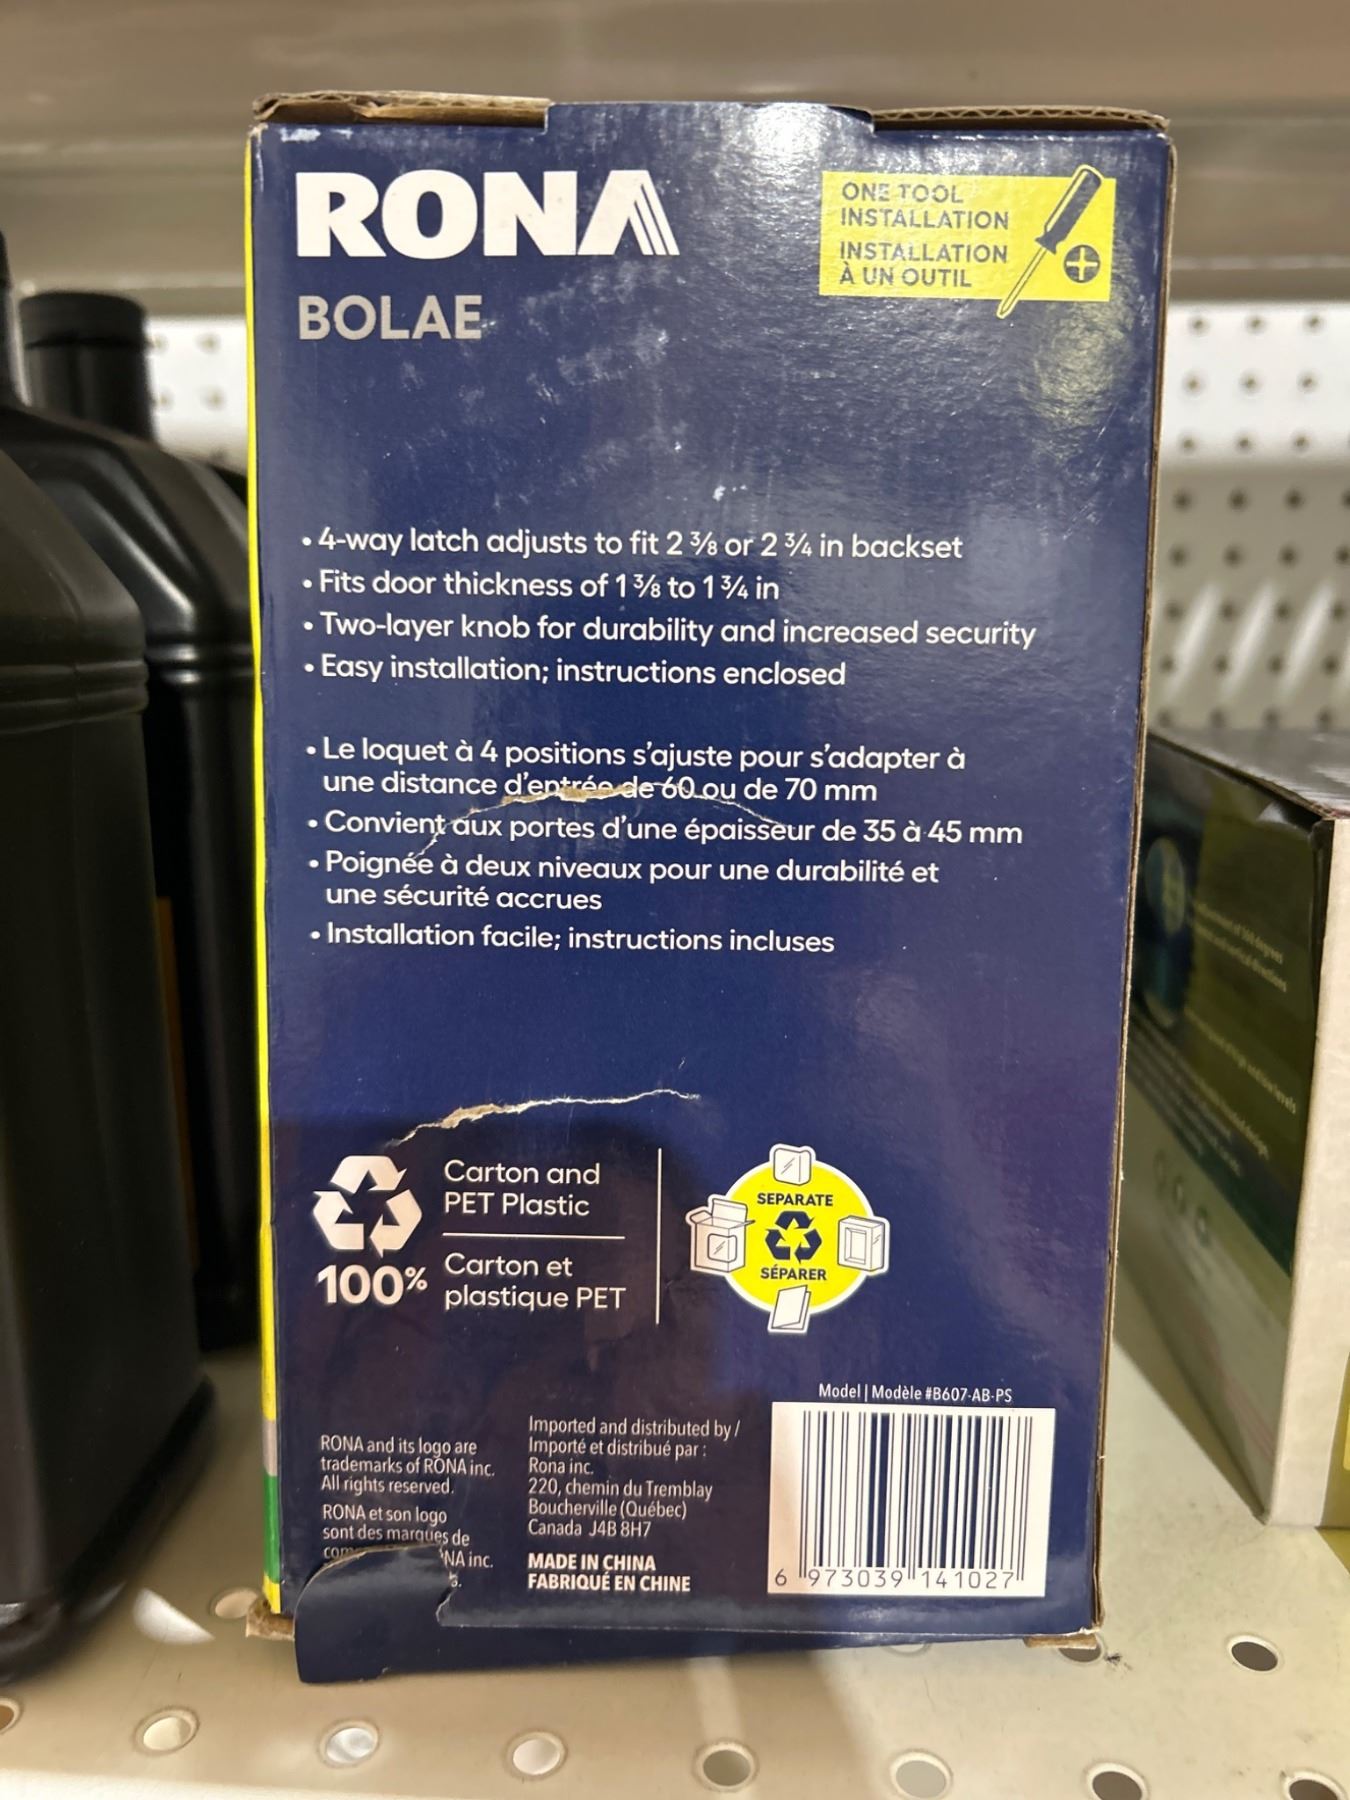 RONA
BOLAE
ONE TOOL
INSTALLATION
INSTALLATION
À UN OUTIL
• 4-way latch adjusts to fit 2 3/8 or 2 3/4 in backset
• Fits door thickness of 1 3/8 to 1 3/4 in
• Two-layer knob for durability and increased security
• Easy installation; instructions enclosed
• Le loquet à 4 positions s'ajuste pour s'adapter à
une distance d'entrée de 60 ou de 70 mm
• Convient aux portes d'une épaisseur de 35 à 45 mm
• Poignée à deux niveaux pour une durabilité et
une sécurité accrues
• Installation facile; instructions incluses
100%
Carton and
PET Plastic
Carton et
plastique PET
SEPARATE
SÉPARER
RONA and its logo are
trademarks of RONA inc.
All rights reserved.
RONA et son logo
sont des marques de
inc.
Imported and distributed by /
Importé et distribué par :
Rona inc.
220, chemin du Tremblay
Boucherville (Québec)
Canada J4B 8H7
MADE IN CHINA
FABRIQUÉ EN CHINE
Model | Modèle #B607-AB-PS
6 973039 141027